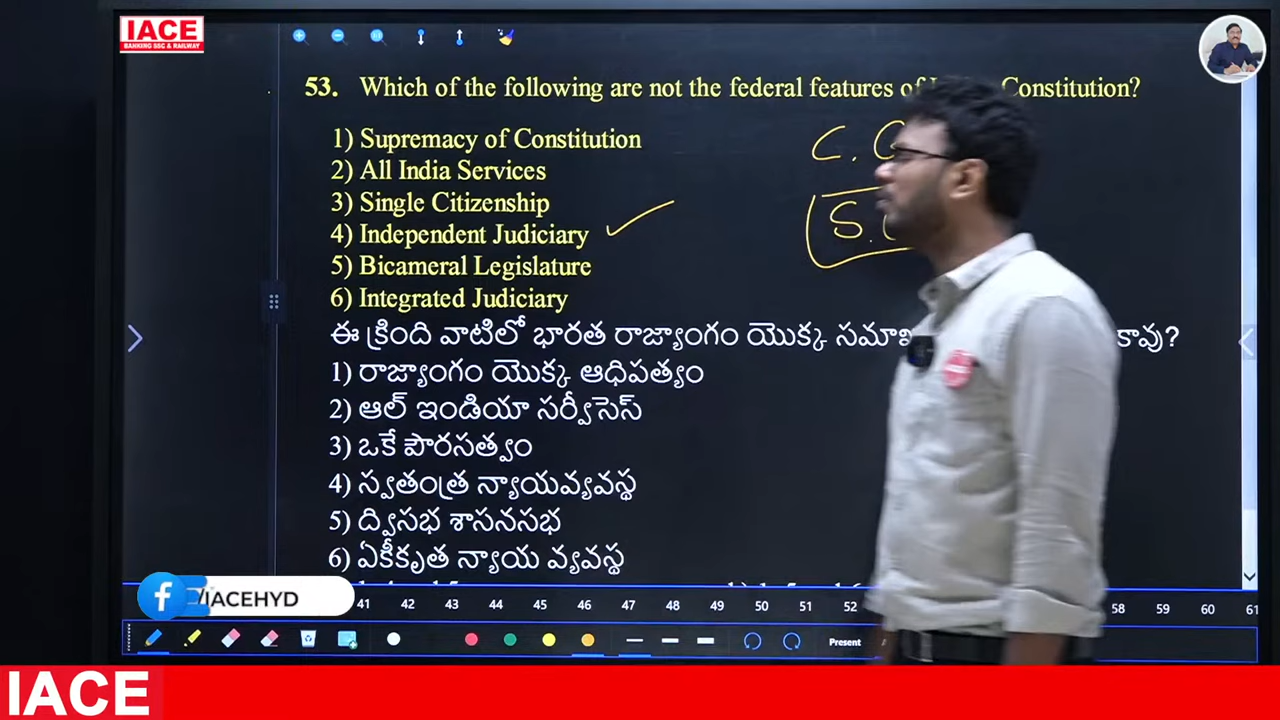 IACE
BANKING SSC & RAILWAY
53. Which of the following are not the federal features of Constitution?
1) Supremacy of Constitution
2) All India Services
3) Single Citizenship
4) Independent Judiciary
5) Bicameral Legislature
6) Integrated Judiciary
C.
S.
ఈ క్రింది వాటిలో భారత రాజ్యాంగం యొక్క కావు?
1) రాజ్యాంగం యొక్క ఆధిపత్యం
2) ఆల్ ఇండియా సర్వీసెస్
3) ఒకే పౌరసత్వం
4) స్వతంత్ర న్యాయవ్యవస్థ
5) ద్విసభ శాసనసభ
6) ఏకీకృత న్యాయ వ్యవస్థ
/IACEHYD
41 42 43 44 45 46 47 48 49 50 51 52 58 59 60 61
Present
IACE